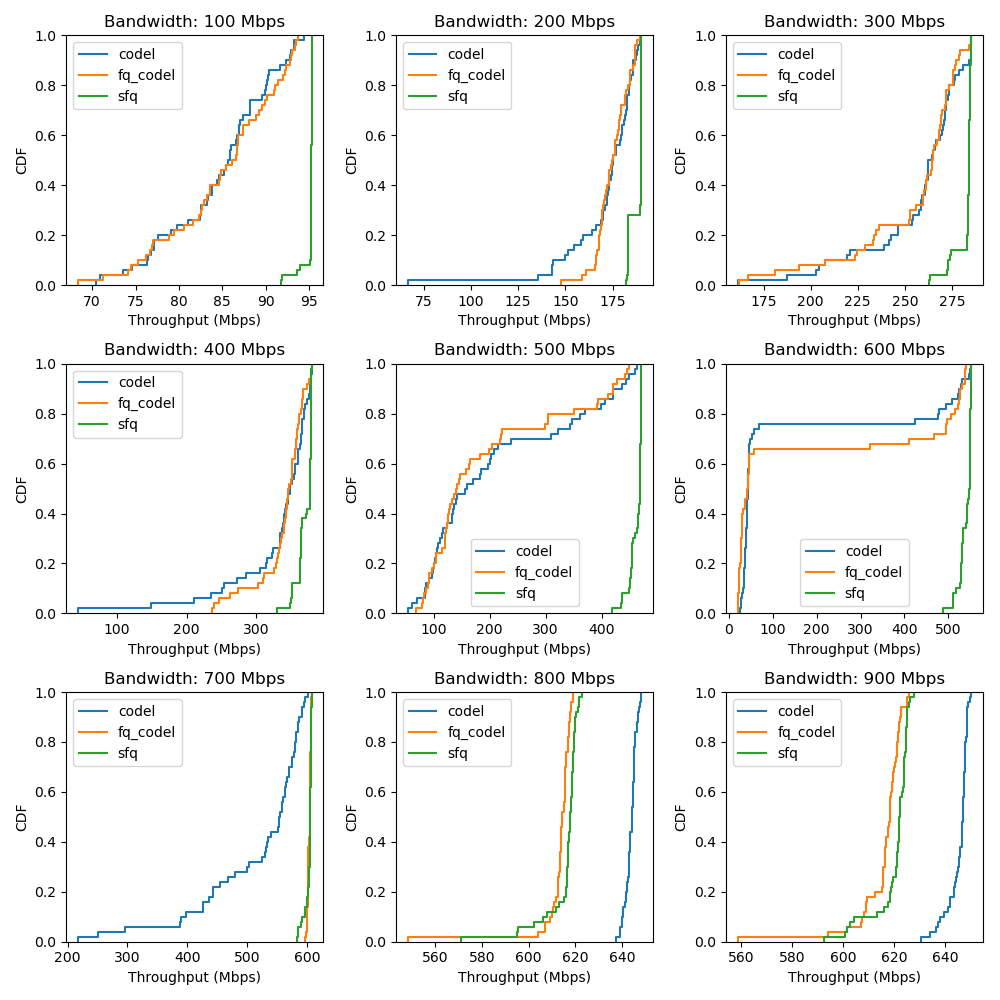 Bandwidth: 100 Mbps
CDF
1.0
0.8
0.6
0.4
0.2
0.0
codel
fq_codel
sfq
70 75 80 85 90 95
Throughput (Mbps)
Bandwidth: 200 Mbps
CDF
1.0
0.8
0.6
0.4
0.2
0.0
codel
fq_codel
sfq
75 100 125 150 175
Throughput (Mbps)
Bandwidth: 300 Mbps
CDF
1.0
0.8
0.6
0.4
0.2
0.0
codel
fq_codel
sfq
175 200 225 250 275
Throughput (Mbps)
Bandwidth: 400 Mbps
CDF
1.0
0.8
0.6
0.4
0.2
0.0
codel
fq_codel
sfq
100 200 300
Throughput (Mbps)
Bandwidth: 500 Mbps
CDF
1.0
0.8
0.6
0.4
0.2
0.0
codel
fq_codel
sfq
100 200 300 400
Throughput (Mbps)
Bandwidth: 600 Mbps
CDF
1.0
0.8
0.6
0.4
0.2
0.0
codel
fq_codel
sfq
0 100 200 300 400 500
Throughput (Mbps)
Bandwidth: 700 Mbps
CDF
1.0
0.8
0.6
0.4
0.2
0.0
codel
fq_codel
sfq
200 300 400 500 600
Throughput (Mbps)
Bandwidth: 800 Mbps
CDF
1.0
0.8
0.6
0.4
0.2
0.0
codel
fq_codel
sfq
560 580 600 620 640
Throughput (Mbps)
Bandwidth: 900 Mbps
CDF
1.0
0.8
0.6
0.4
0.2
0.0
codel
fq_codel
sfq
560 580 600 620 640
Throughput (Mbps)